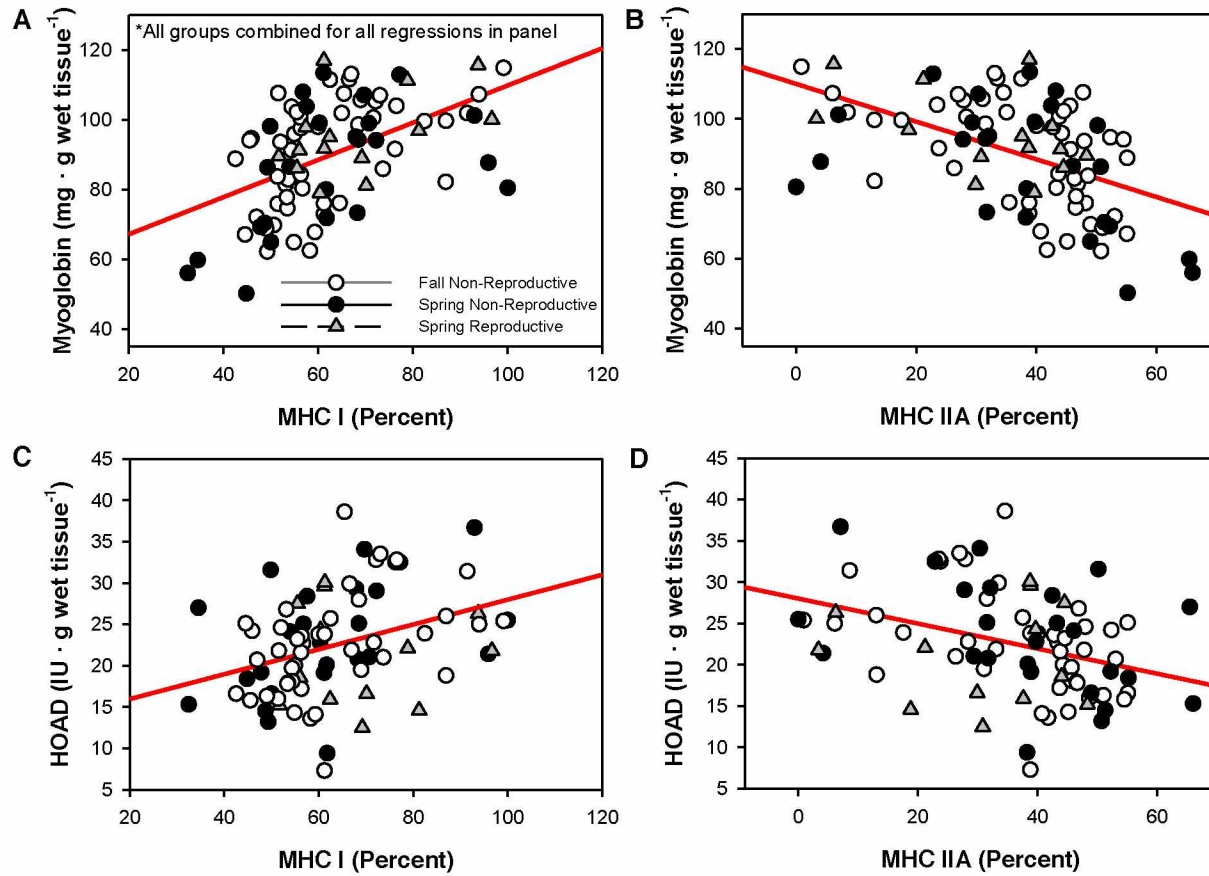 A
*All groups combined for all regressions in panel
Myoglobin (mg · g wet tissue⁻¹)
120
100
80
60
40
Fall Non-Reproductive
Spring Non-Reproductive
Spring Reproductive
20 40 60 80 100 120
MHC I (Percent)
B
Myoglobin (mg · g wet tissue⁻¹)
120
100
80
60
40
0 20 40 60
MHC IIA (Percent)
C
HOAD (IU · g wet tissue⁻¹)
45
40
35
30
25
20
15
10
5
20 40 60 80 100 120
MHC I (Percent)
D
HOAD (IU · g wet tissue⁻¹)
45
40
35
30
25
20
15
10
5
0 20 40 60
MHC IIA (Percent)